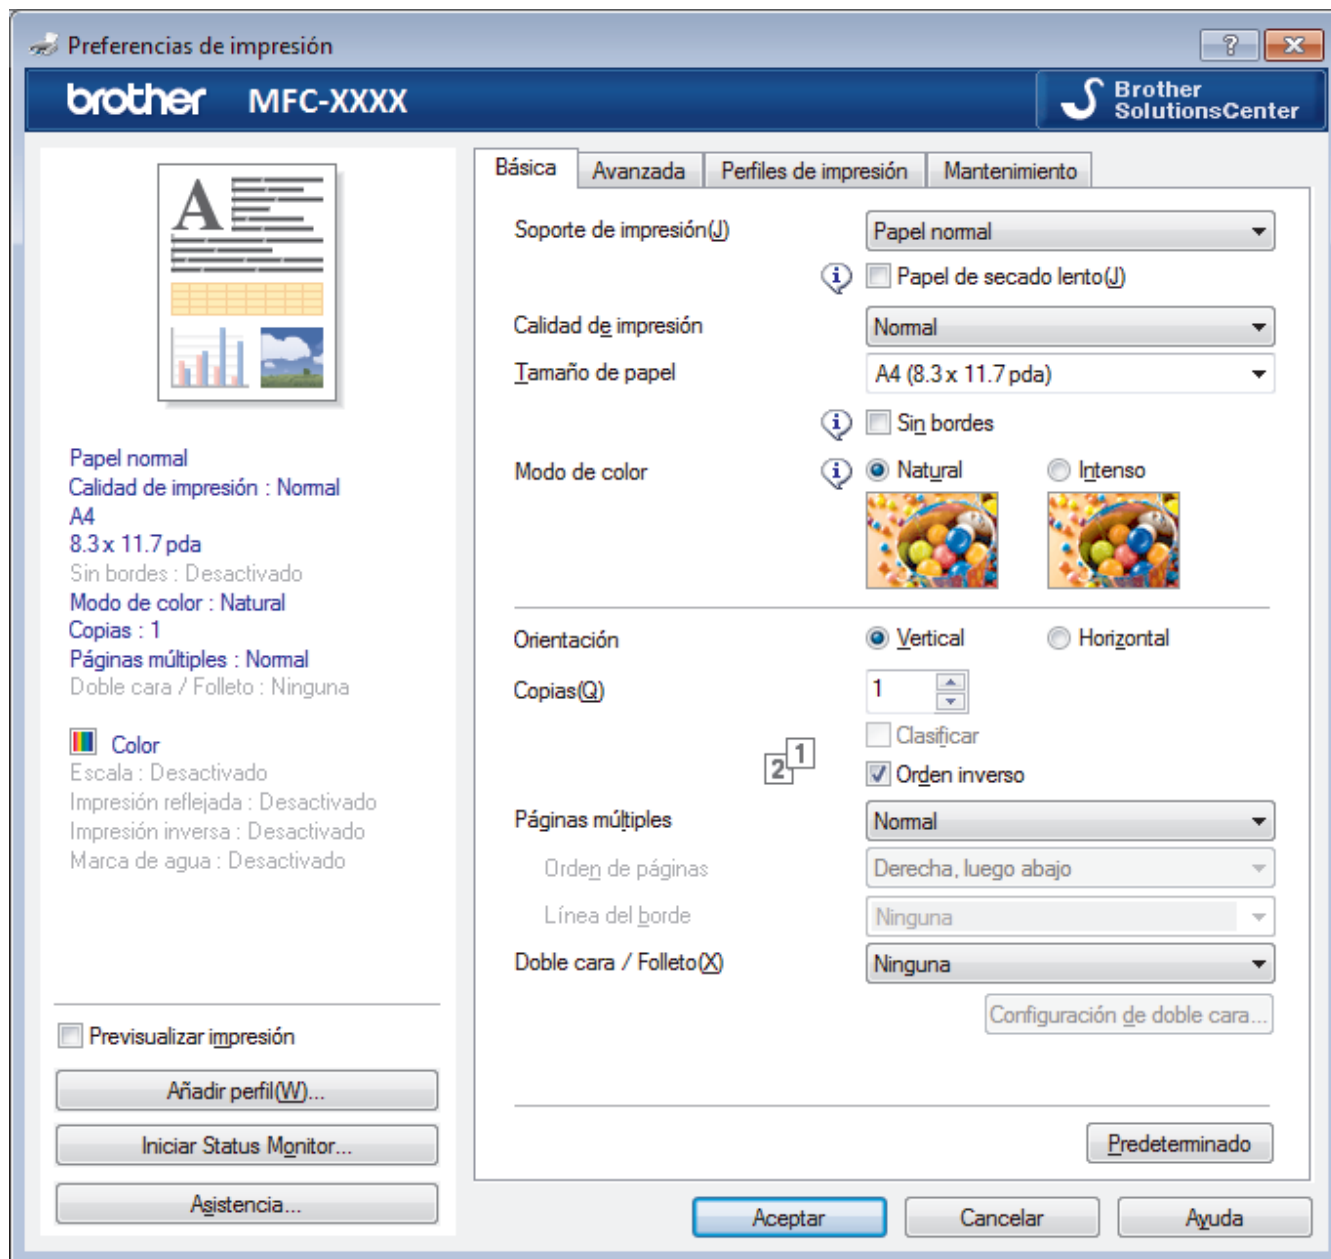 Preferencias de impresión
brother MFC-XXXX
Brother
SolutionsCenter
A
Papel normal
Calidad de impresión : Normal
A4
8.3 x 11.7 pda
Sin bordes : Desactivado
Modo de color : Natural
Copias : 1
Páginas múltiples : Normal
Doble cara / Folleto : Ninguna
Color
Escala : Desactivado
Impresión reflejada : Desactivado
Impresión inversa : Desactivado
Marca de agua : Desactivado
Previsualizar impresión
Añadir perfil(W)...
Iniciar Status Monitor...
Asistencia...
Básica Avanzada Perfiles de impresión Mantenimiento
Soporte de impresión(J) Papel normal
Papel de secado lento(J)
Calidad de impresión Normal
Tamaño de papel A4 (8.3 x 11.7 pda)
Sin bordes
Modo de color Natural Intenso
Orientación Vertical Horizontal
Copias(Q) 1
Clasificar
2 1 Orden inverso
Páginas múltiples Normal
Orden de páginas Derecha, luego abajo
Línea del borde Ninguna
Doble cara / Folleto(X) Ninguna
Configuración de doble cara...
Predeterminado
Aceptar Cancelar Ayuda